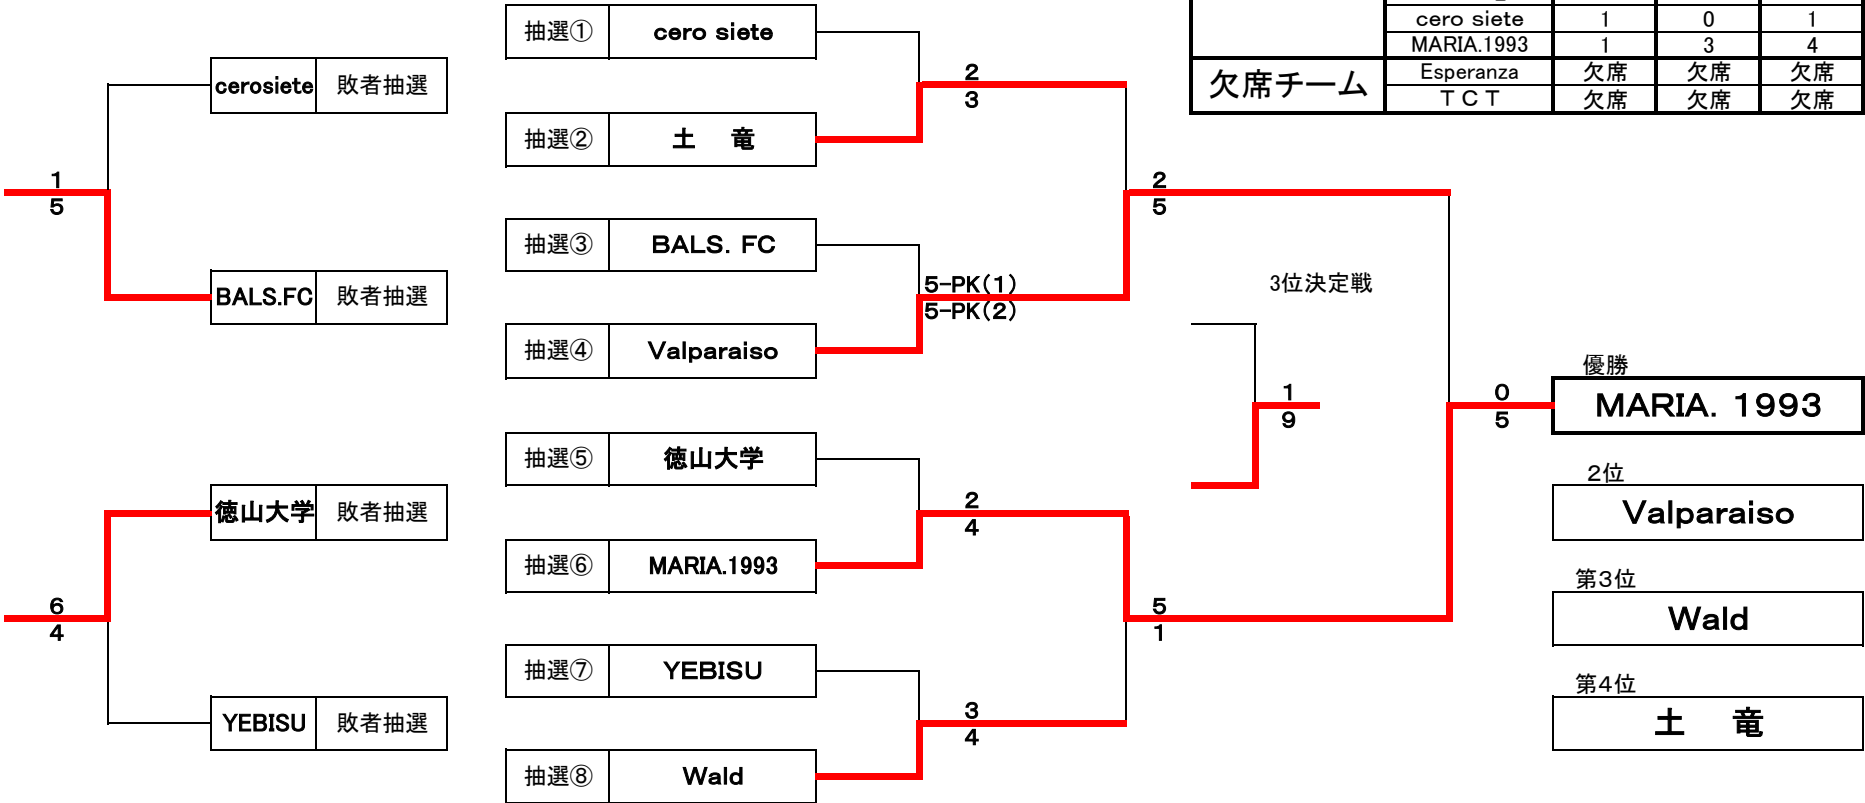 cero siete 1 0 1
MARIA.1993 1 3 4
欠席チーム
Esperanza 欠席 欠席 欠席
TCT 欠席 欠席 欠席
cerosiete 敗者抽選
1
5
BALS.FC 敗者抽選
徳山大学 敗者抽選
6
4
YEBISU 敗者抽選
抽選① cero siete
2
3
抽選② 土 竜
抽選③ BALS. FC
5-PK(1)
5-PK(2)
抽選④ Valparaiso
2
5
抽選⑤ 徳山大学
2
4
抽選⑥ MARIA.1993
抽選⑦ YEBISU
3
4
抽選⑧ Wald
5
1
3位決定戦
1
9
0
5
優勝
MARIA. 1993
2位
Valparaiso
第3位
Wald
第4位
土 竜